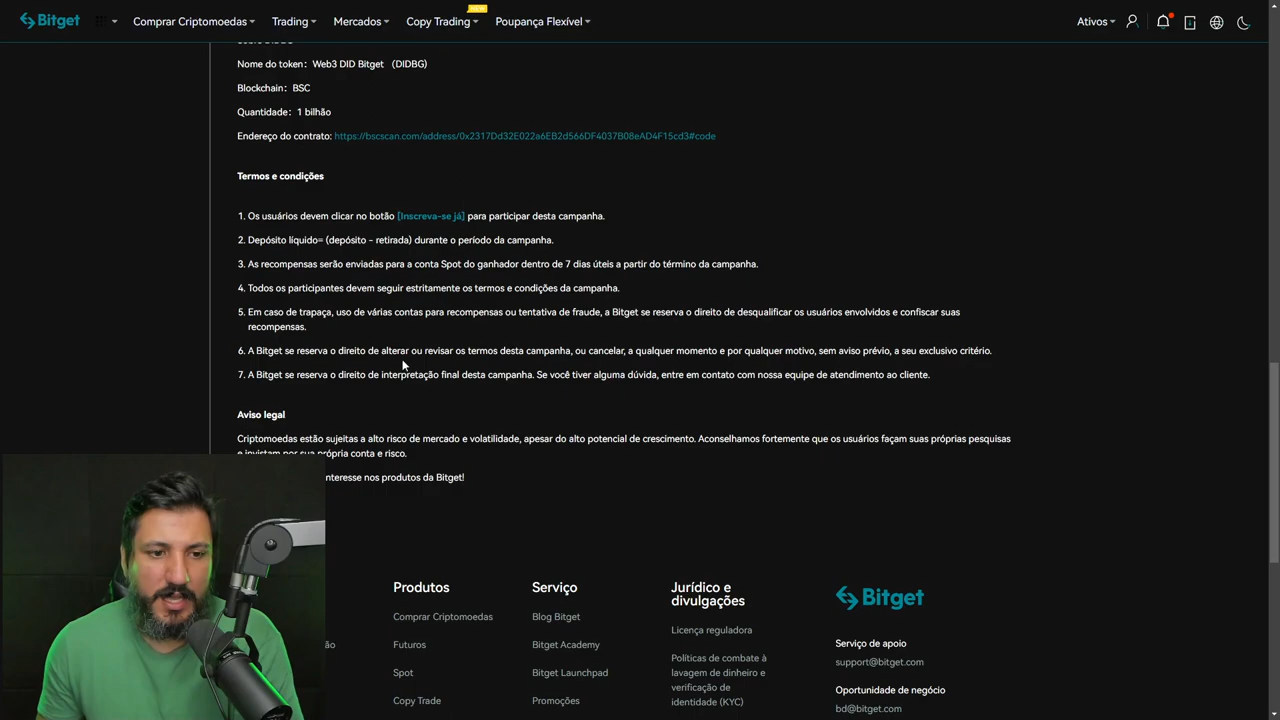 Bitget
Comprar Criptomoedas
Trading
Mercados
Copy Trading
NEW
Poupança Flexível
Ativos
Nome do token: Web3 DID Bitget （DIDBG)
Blockchain: BSC
Quantidade: 1 bilhão
Endereço do contrato: https://bscscan.com/address/0x2317Dd32E022a6EB2d566DF4037B08eAD4F15cd3#code
Termos e condições
1. Os usuários devem clicar no botão [Inscreva-se já] para participar desta campanha.
2. Depósito líquido= (depósito - retirada) durante o período da campanha.
3. As recompensas serão enviadas para a conta Spot do ganhador dentro de 7 dias úteis a partir do término da campanha.
4. Todos os participantes devem seguir estritamente os termos e condições da campanha.
5. Em caso de trapaça, uso de várias contas para recompensas ou tentativa de fraude, a Bitget se reserva o direito de desqualificar os usuários envolvidos e confiscar suas
recompensas.
6. A Bitget se reserva o direito de alterar ou revisar os termos desta campanha, ou cancelar, a qualquer momento e por qualquer motivo, sem aviso prévio, a seu exclusivo critério.
7. A Bitget se reserva o direito de interpretação final desta campanha. Se você tiver alguma dúvida, entre em contato com nossa equipe de atendimento ao cliente.
Aviso legal
Criptomoedas estão sujeitas a alto risco de mercado e volatilidade, apesar do alto potencial de crescimento. Aconselhamos fortemente que os usuários façam suas próprias pesquisas
e invistam por sua própria conta e risco.
nteresse nos produtos da Bitget!
Produtos
Comprar Criptomoedas
Futuros
Spot
Copy Trade
Serviço
Blog Bitget
Bitget Academy
Bitget Launchpad
Promoções
Jurídico e
divulgações
Licença reguladora
Políticas de combate à
lavagem de dinheiro e
verificação de
identidade (KYC)
Bitget
Serviço de apoio
support@bitget.com
Oportunidade de negócio
bd@bitget.com